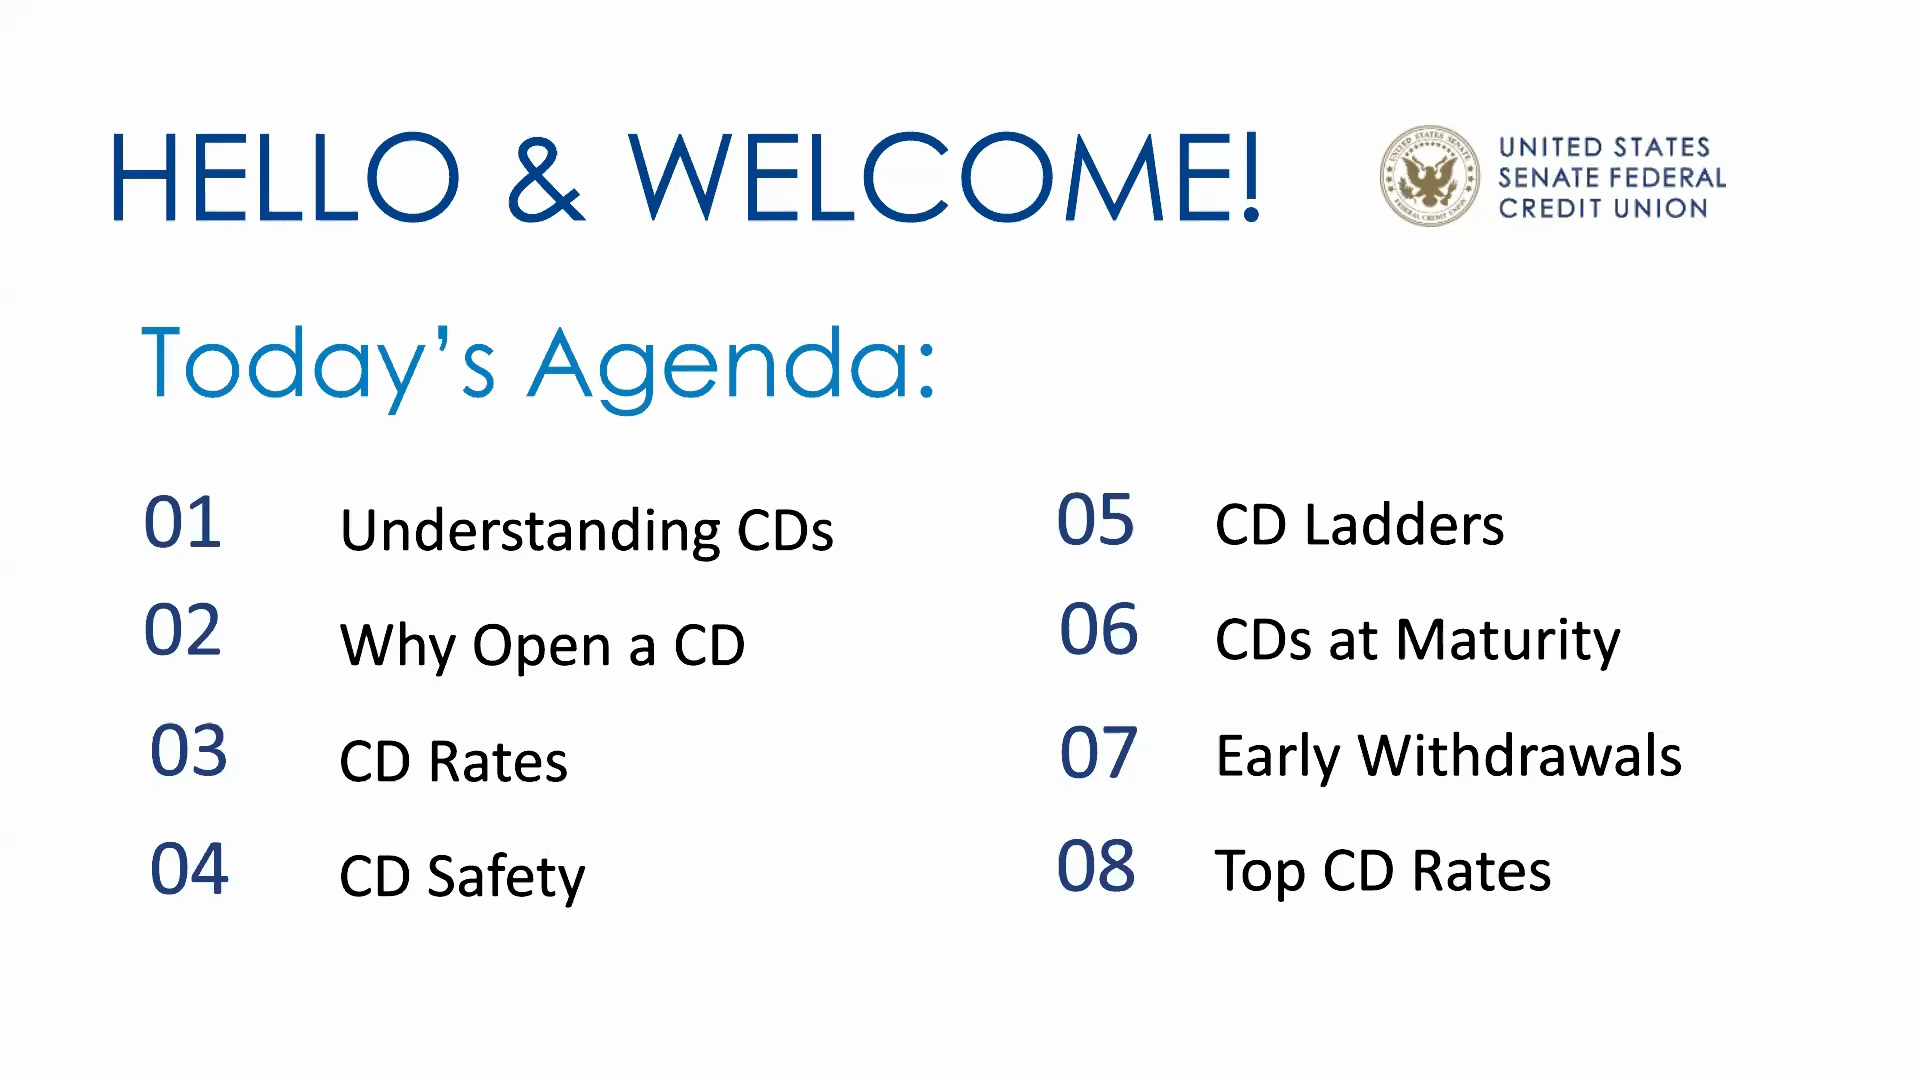 HELLO & WELCOME!
UNITED STATES
SENATE FEDERAL
CREDIT UNION
Today’s Agenda:
01 Understanding CDs
02 Why Open a CD
03 CD Rates
04 CD Safety
05 CD Ladders
06 CDs at Maturity
07 Early Withdrawals
08 Top CD Rates